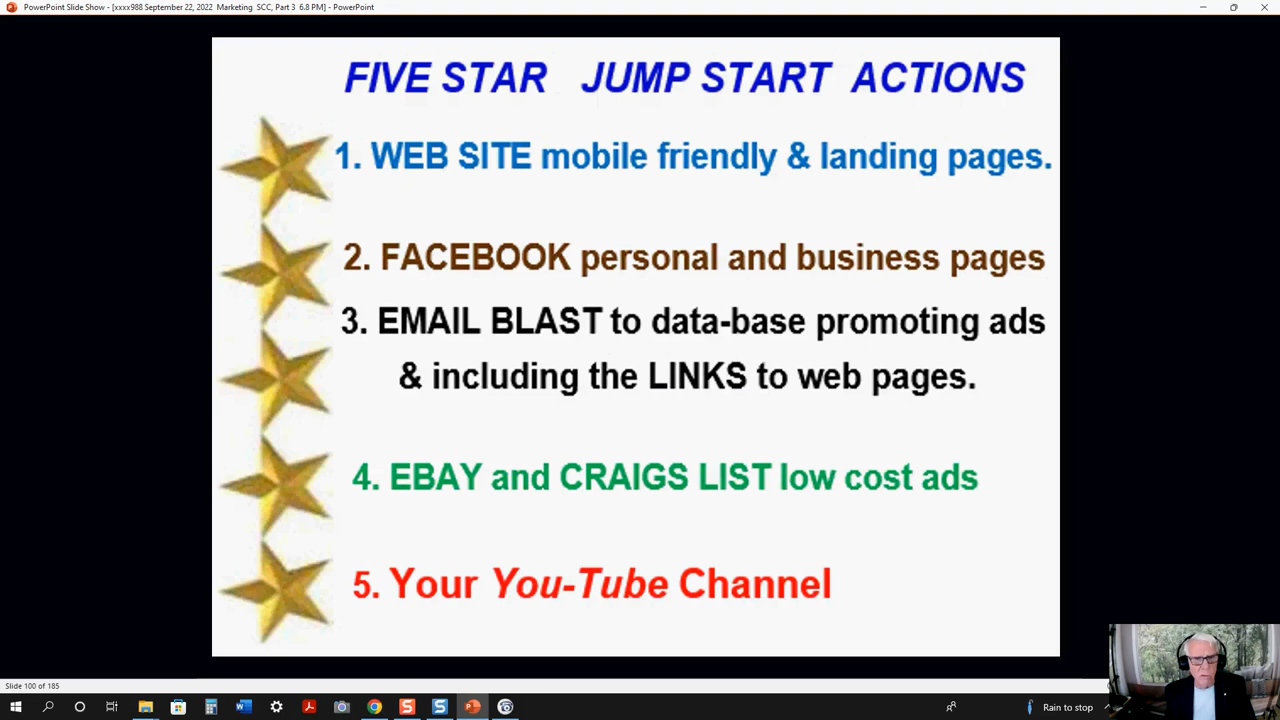 PowerPoint Slide Show - [xxxx988 September 22, 2022 Marketing SCC, Part 3 6.8 PM] - PowerPoint
FIVE STAR JUMP START ACTIONS
1. WEB SITE mobile friendly & landing pages.
2. FACEBOOK personal and business pages
3. EMAIL BLAST to data-base promoting ads
& including the LINKS to web pages.
4. EBAY and CRAIGS LIST low cost ads
5. Your You-Tube Channel
Slide 100 of 185
Rain to stop